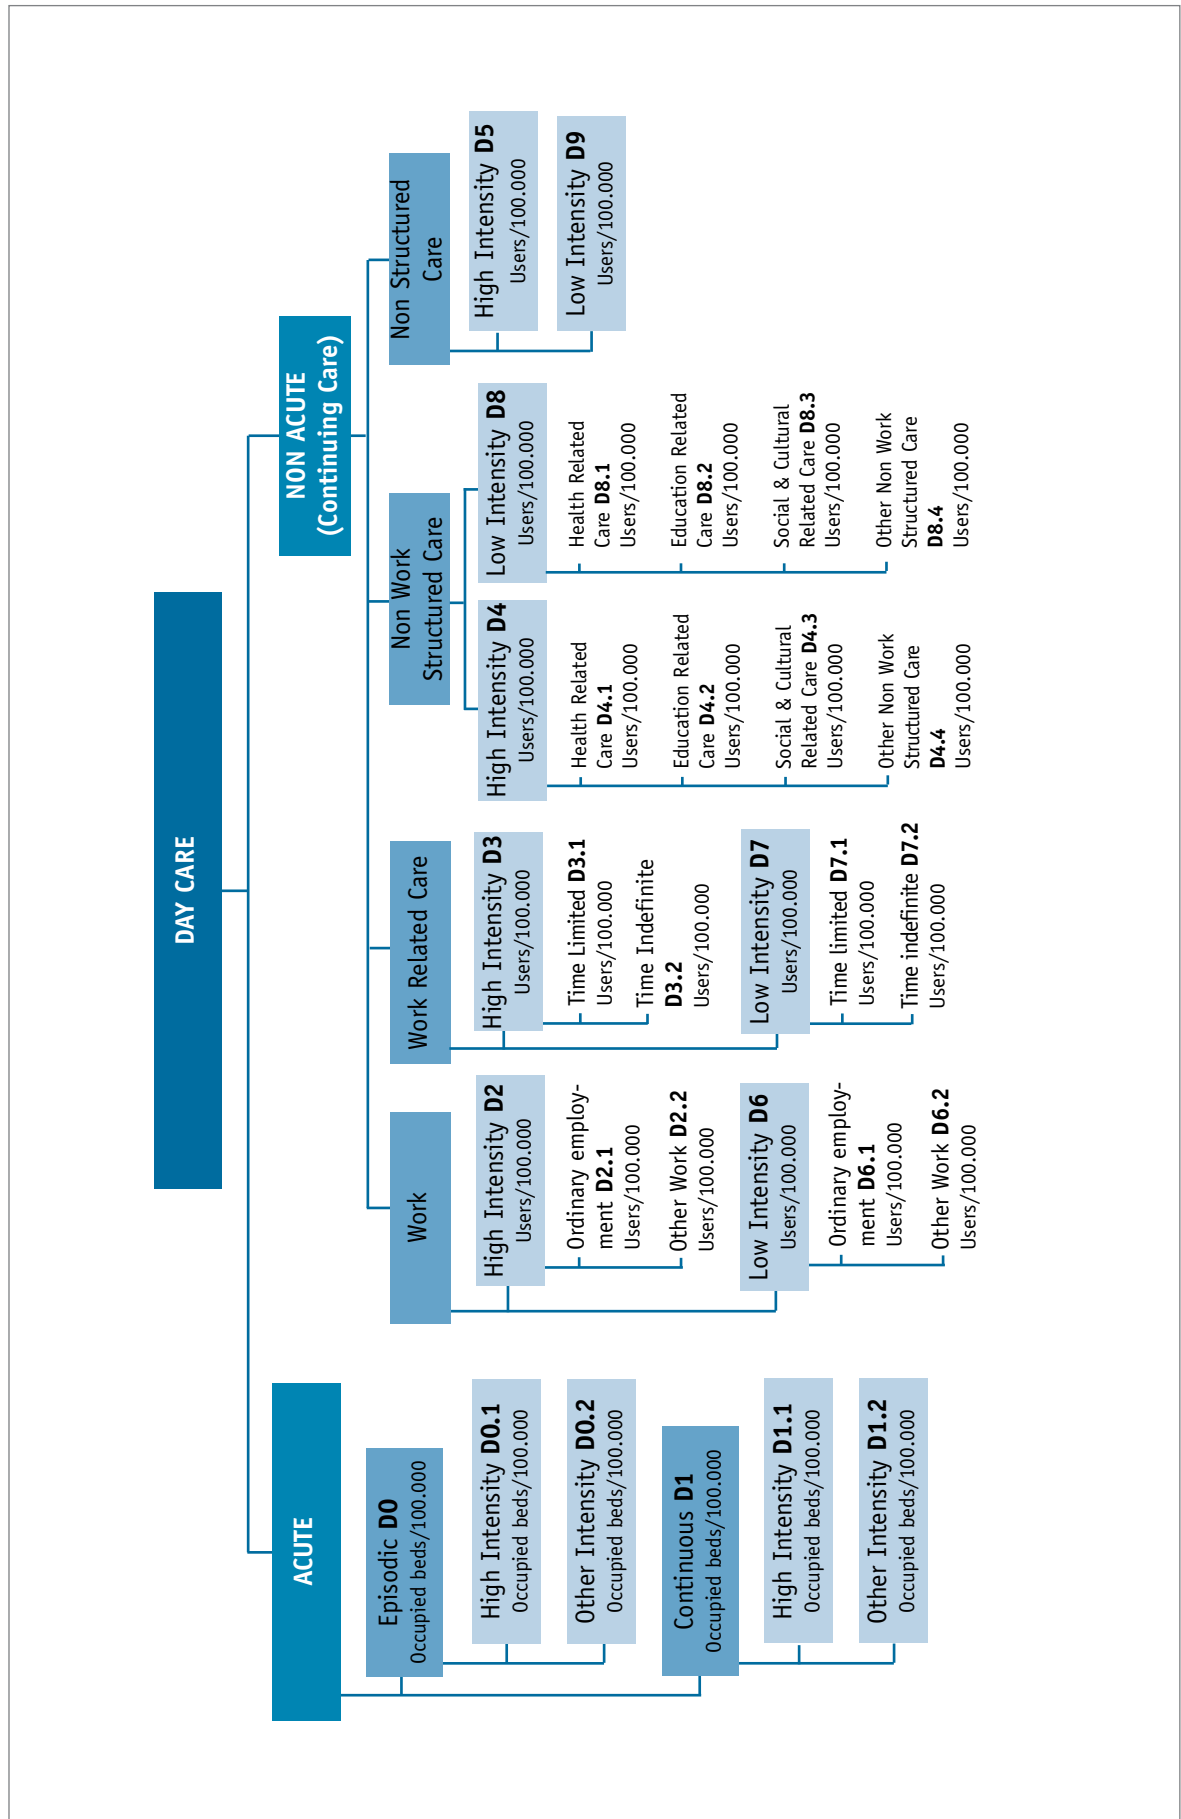 DAY CARE
ACUTE
Episodic D0
Occupied beds/100.000
High Intensity D0.1
Occupied beds/100.000
Other Intensity D0.2
Occupied beds/100.000
Continuous D1
Occupied beds/100.000
High Intensity D1.1
Occupied beds/100.000
Other Intensity D1.2
Occupied beds/100.000
NON ACUTE
(Continuing Care)
Work
High Intensity D2
Users/100.000
Ordinary employ-
ment D2.1
Users/100.000
Other Work D2.2
Users/100.000
Low Intensity D6
Users/100.000
Ordinary employ-
ment D6.1
Users/100.000
Other Work D6.2
Users/100.000
Work Related Care
High Intensity D3
Users/100.000
Time Limited D3.1
Users/100.000
Time Indefinite
D3.2
Users/100.000
Low Intensity D7
Users/100.000
Time limited D7.1
Users/100.000
Time indefinite D7.2
Users/100.000
Non Work
Structured Care
High Intensity D4
Users/100.000
Health Related
Care D4.1
Users/100.000
Education Related
Care D4.2
Users/100.000
Social & Cultural
Related Care D4.3
Users/100.000
Other Non Work
Structured Care
D4.4
Users/100.000
Low Intensity D8
Users/100.000
Health Related
Care D8.1
Users/100.000
Education Related
Care D8.2
Users/100.000
Social & Cultural
Related Care D8.3
Users/100.000
Other Non Work
Structured Care
D8.4
Users/100.000
Non Structured
Care
High Intensity D5
Users/100.000
Low Intensity D9
Users/100.000